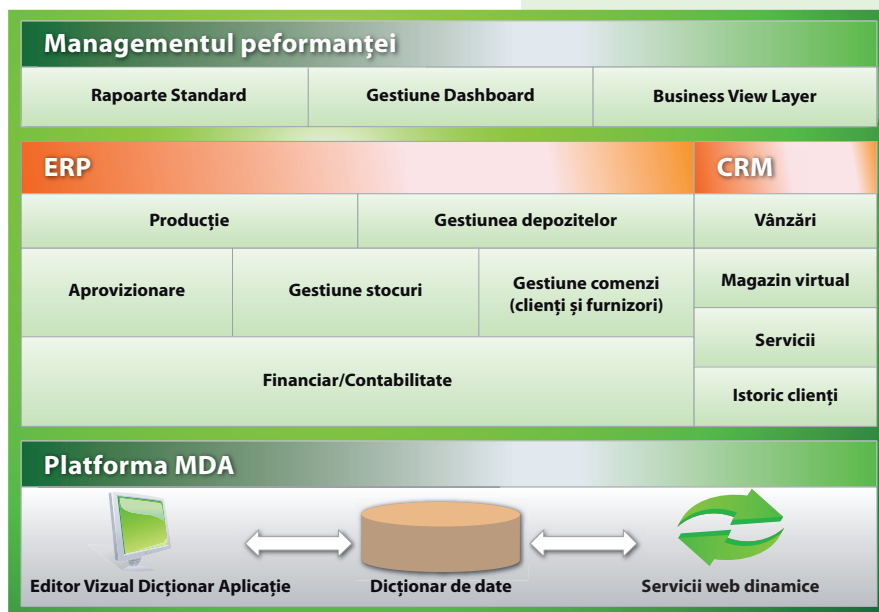 Managementul peformanței
Rapoarte Standard
Gestiune Dashboard
Business View Layer
ERP
CRM
Producție
Gestiunea depozitelor
Vânzări
Aprovizionare
Gestiune stocuri
Gestiune comenzi
(clienți și furnizori)
Magazin virtual
Servicii
Financiar/Contabilitate
Istoric clienți
Platforma MDA
Editor Vizual Dicționar Aplicație
Dicționar de date
Servicii web dinamice